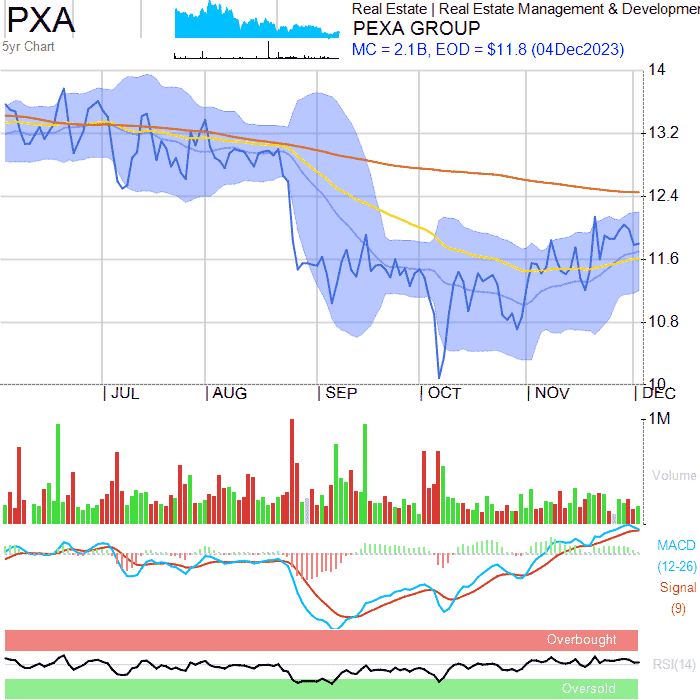 PXA
5yr Chart
Real Estate | Real Estate Management & Developmen
PEXA GROUP
MC = 2.1B, EOD = $11.8 (04Dec2023)
14
13.2
12.4
11.6
10.8
10
JUL
AUG
SEP
OCT
NOV
DEC
1M
Volume
MACD
(12-26)
Signal
(9)
Overbought
RSI(14)
Oversold